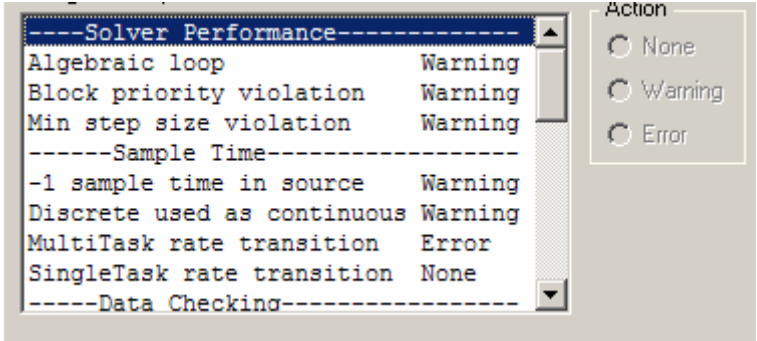 ----Solver Performance-------------
Algebraic loop Warning
Block priority violation Warning
Min step size violation Warning
------Sample Time------------------
-1 sample time in source Warning
Discrete used as continuous Warning
MultiTask rate transition Error
SingleTask rate transition None
-----Data Checking-----------------
Action
None
Warning
Error